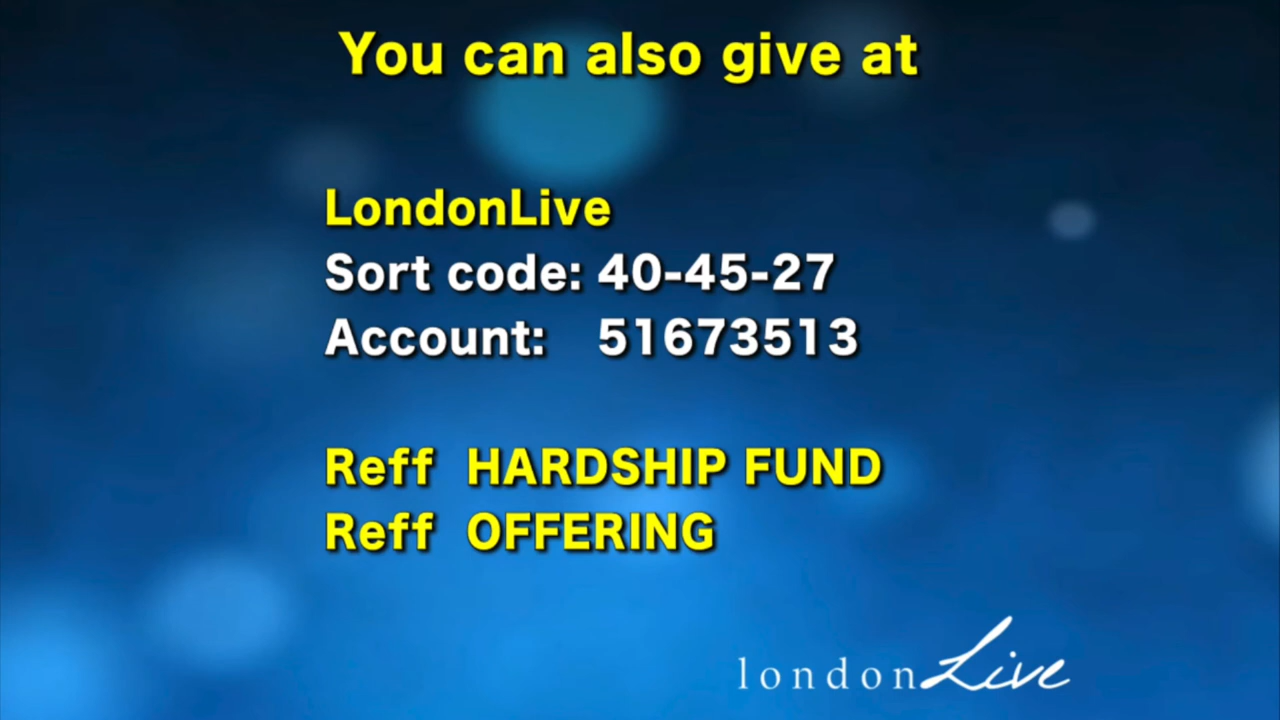 You can also give at
LondonLive
Sort code: 40-45-27
Account: 51673513
Reff HARDSHIP FUND
Reff OFFERING
londonLive